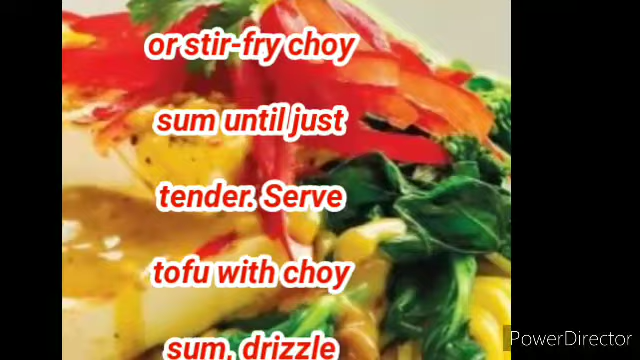 or stir-fry choy
sum until just
tender. Serve
tofu with choy
sum, drizzle
PowerDirector